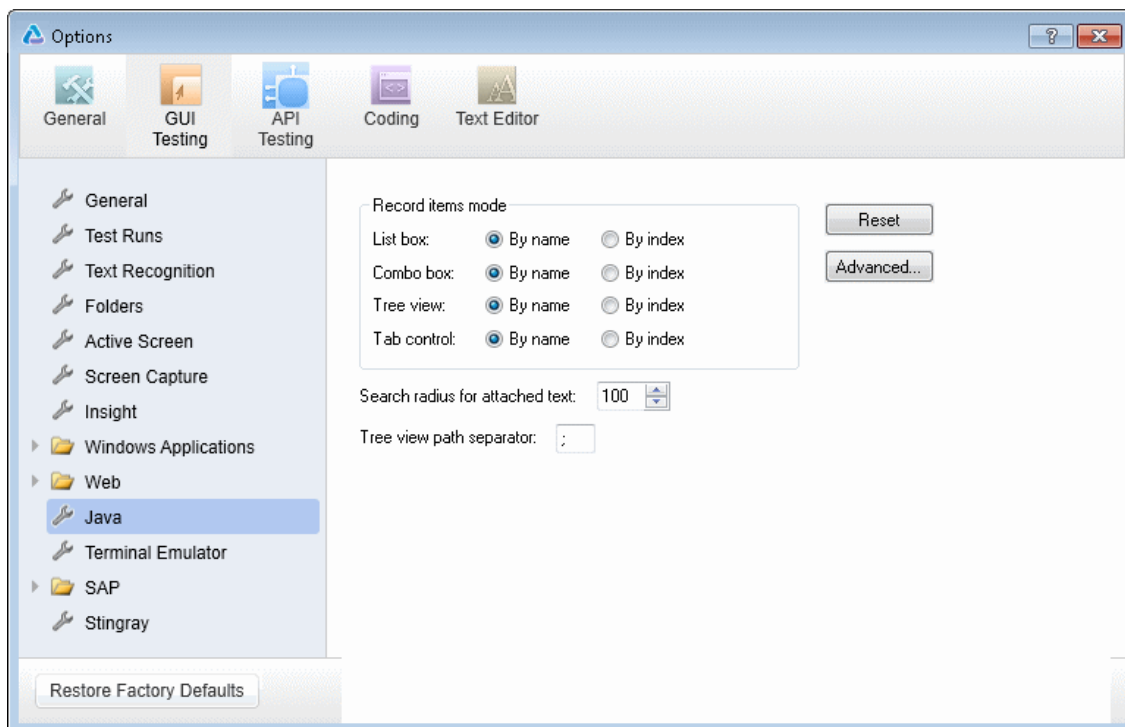 Options
General
GUI
Testing
API
Testing
Coding
Text Editor
General
Test Runs
Text Recognition
Folders
Active Screen
Screen Capture
Insight
Windows Applications
Web
Java
Terminal Emulator
SAP
Stingray
Record items mode
List box: By name By index
Combo box: By name By index
Tree view: By name By index
Tab control: By name By index
Reset
Advanced...
Search radius for attached text: 100
Tree view path separator: ;
Restore Factory Defaults